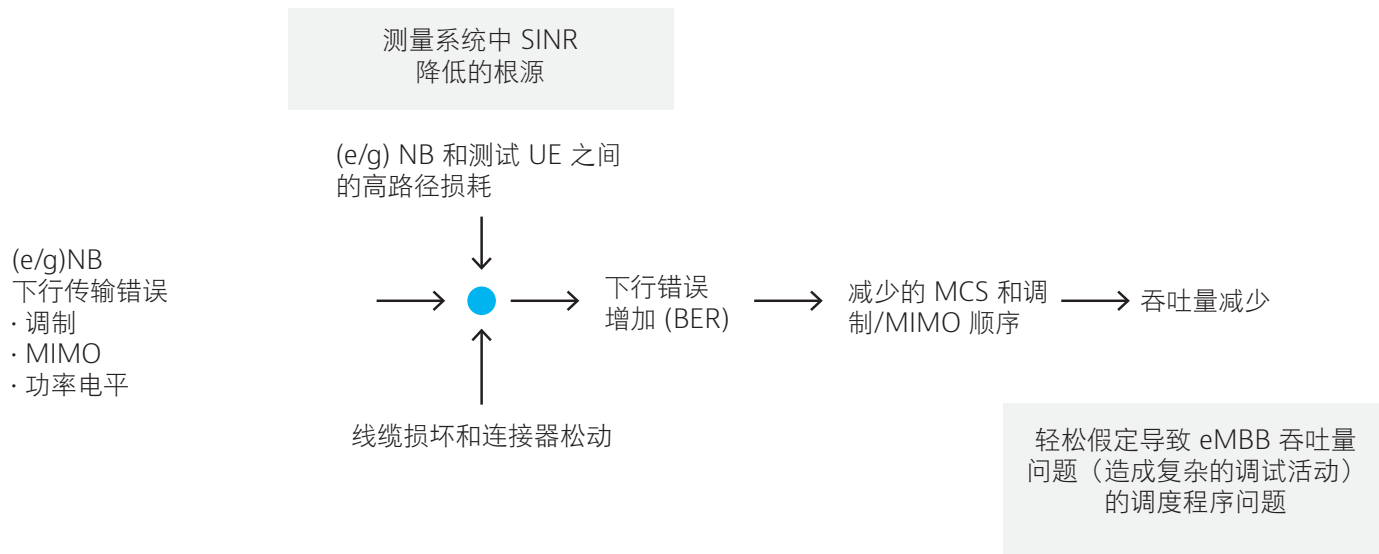 测量系统中 SINR
降低的根源
(e/g) NB 和测试 UE 之间
的高路径损耗
(e/g)NB
下行传输错误
· 调制
· MIMO
· 功率电平
下行错误
增加 (BER)
减少的 MCS 和调
制/MIMO 顺序
吞吐量减少
线缆损坏和连接器松动
轻松假定导致 eMBB 吞吐量
问题（造成复杂的调试活动）
的调度程序问题